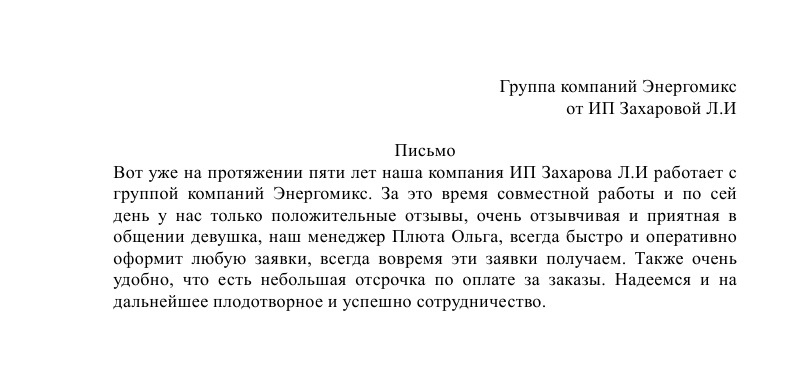 Группа компаний Энергомикс
от ИП Захаровой Л.И
Письмо
Вот уже на протяжении пяти лет наша компания ИП Захарова Л.И работает с
группой компаний Энергомикс. За это время совместной работы и по сей
день у нас только положительные отзывы, очень отзывчивая и приятная в
общении девушка, наш менеджер Плюта Ольга, всегда быстро и оперативно
оформит любую заявки, всегда вовремя эти заявки получаем. Также очень
удобно, что есть небольшая отсрочка по оплате за заказы. Надеемся и на
дальнейшее плодотворное и успешно сотрудничество.